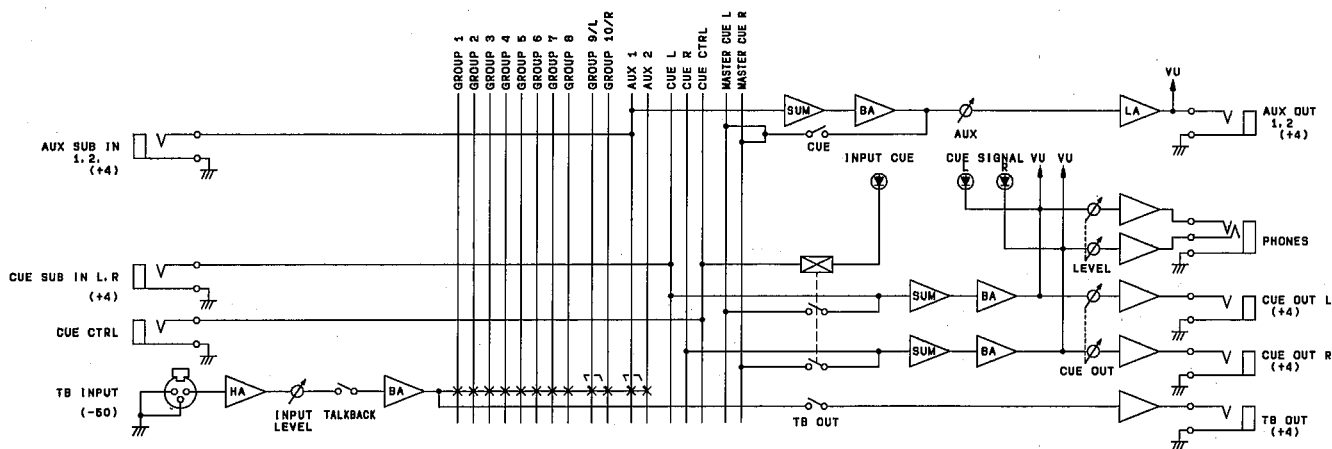 GROUP 1
GROUP 2
GROUP 3
GROUP 4
GROUP 5
GROUP 6
GROUP 7
GROUP 8
GROUP 9/L
GROUP 10/R
AUX 1
AUX 2
CUE L
CUE R
CUE CTRL
MASTER CUE L
MASTER CUE R
VU
SUM
BA
LA
AUX
AUX OUT
1, 2
(+4)
AUX SUB IN
1, 2.
(+4)
CUE
INPUT CUE
CUE SIGNAL VU VU
L
R
PHONES
LEVEL
CUE SUB IN L.R
(+4)
SUM
BA
CUE OUT L
(+4)
CUE CTRL
SUM
BA
CUE OUT R
(+4)
CUE OUT
TB INPUT
(-50)
HA
INPUT
LEVEL
TALKBACK
BA
TB OUT
TB OUT
(+4)